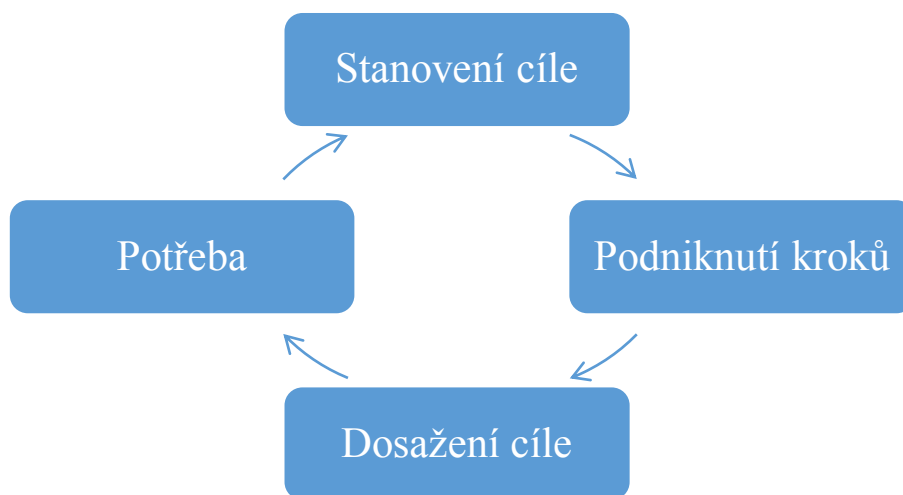 Stanovení cíle
Potřeba
Podniknutí kroků
Dosažení cíle